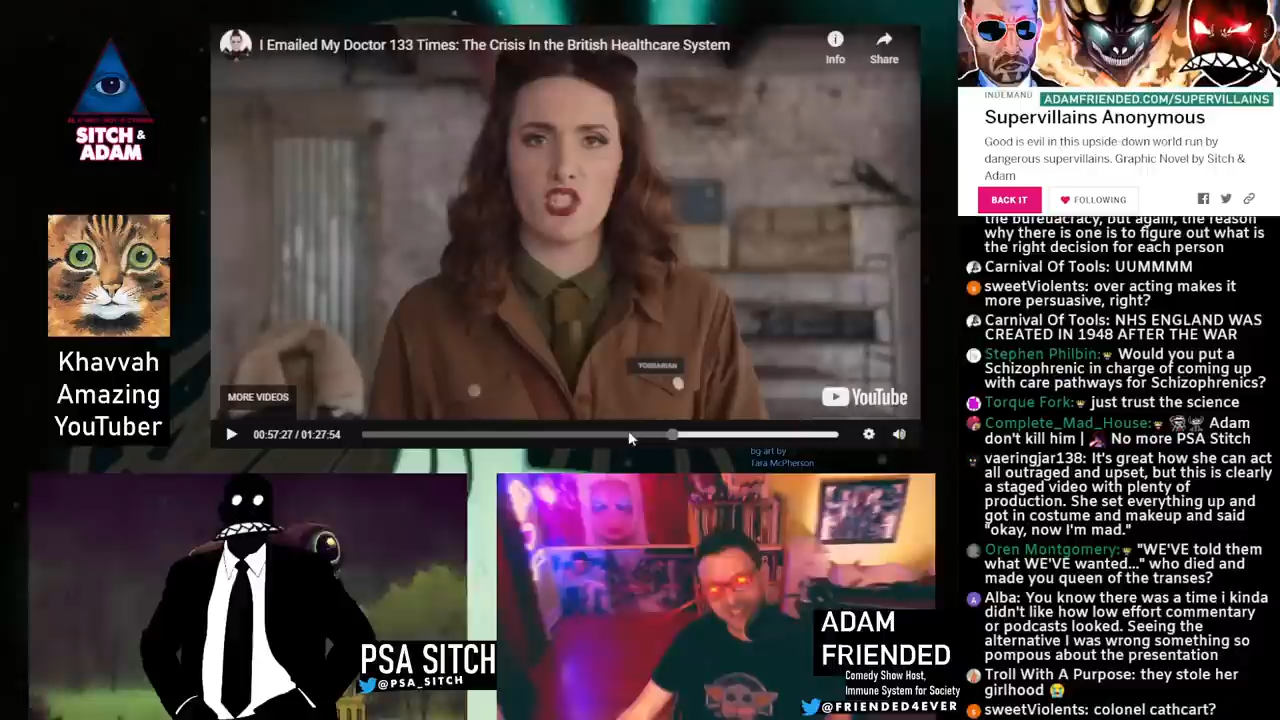 I Emailed My Doctor 133 Times: The Crisis In the British Healthcare System
Info
Share
SITCH &
ADAM
Khavvah
Amazing
YouTuber
YOSSARIAN
MORE VIDEOS
YouTube
00:57:27 / 01:27:54
bg art by
Tara McPherson
PSA SITCH
@PSA_SITCH
ADAM
FRIENDED
Comedy Show Host,
Immune System for Society
@FRIENDED4EVER
INDEMAND
ADAMFRIENDED.COM/SUPERVILLAINS
Supervillains Anonymous
Good is evil in this upside-down world run by
dangerous supervillains. Graphic Novel by Sitch &
Adam
BACK IT
FOLLOWING
the bureuacracy, but again, the reason
why there is one is to figure out what is
the right decision for each person
Carnival Of Tools: UUMMMM
sweetViolents: over acting makes it
more persuasive, right?
Carnival Of Tools: NHS ENGLAND WAS
CREATED IN 1948 AFTER THE WAR
Stephen Philbin: Would you put a
Schizophrenic in charge of coming up
with care pathways for Schizophrenics?
Torque Fork: just trust the science
Complete_Mad_House: Adam
don't kill him | No more PSA Sitch
vaeringjar138: It's great how she can act
all outraged and upset, but this is clearly
a staged video with plenty of
production. She set everything up and
got in costume and makeup and said
"okay, now I'm mad."
Oren Montgomery: "WE'VE told them
what WE'VE wanted..." who died and
made you queen of the transes?
Alba: You know there was a time i kinda
didn't like how low effort commentary
or podcasts looked. Seeing the
alternative I was wrong something so
pompous about the presentation
Troll With A Purpose: they stole her
girlhood 😭
sweetViolents: colonel cathcart?